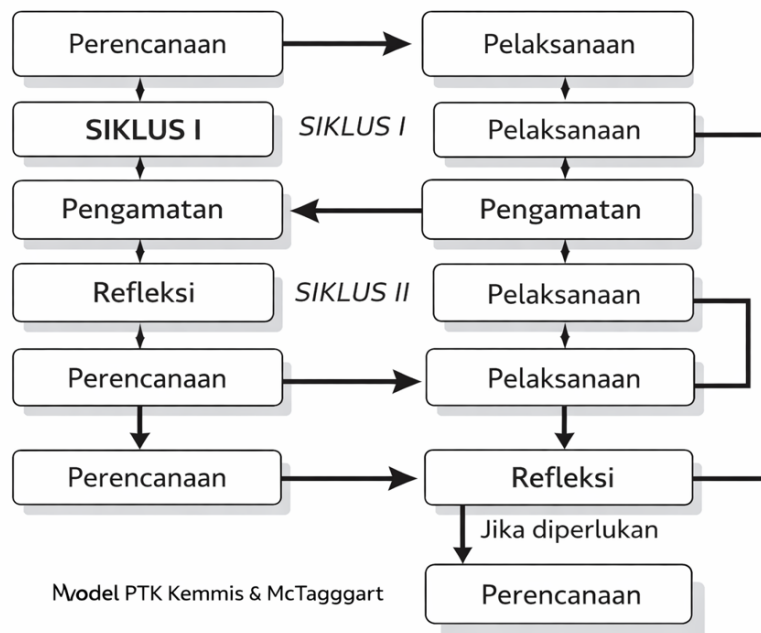 Perencanaan
Pelaksanaan
SIKLUS I
SIKLUS I
Pelaksanaan
Pengamatan
Pengamatan
Refleksi
SIKLUS II
Pelaksanaan
Perencanaan
Pelaksanaan
Perencanaan
Refleksi
Jika diperlukan
Perencanaan
Model PTK Kemmis & McTagggart